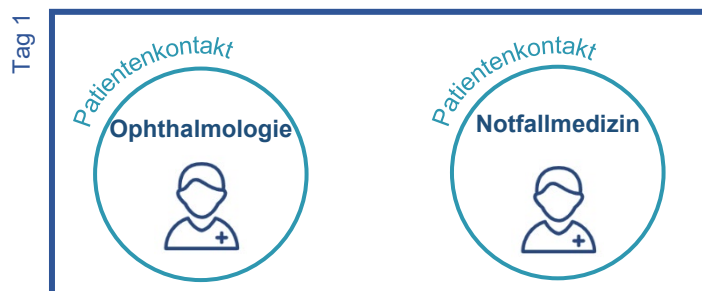 Tag 1
Patientenkontakt
Ophthalmologie
Patientenkontakt
Notfallmedizin